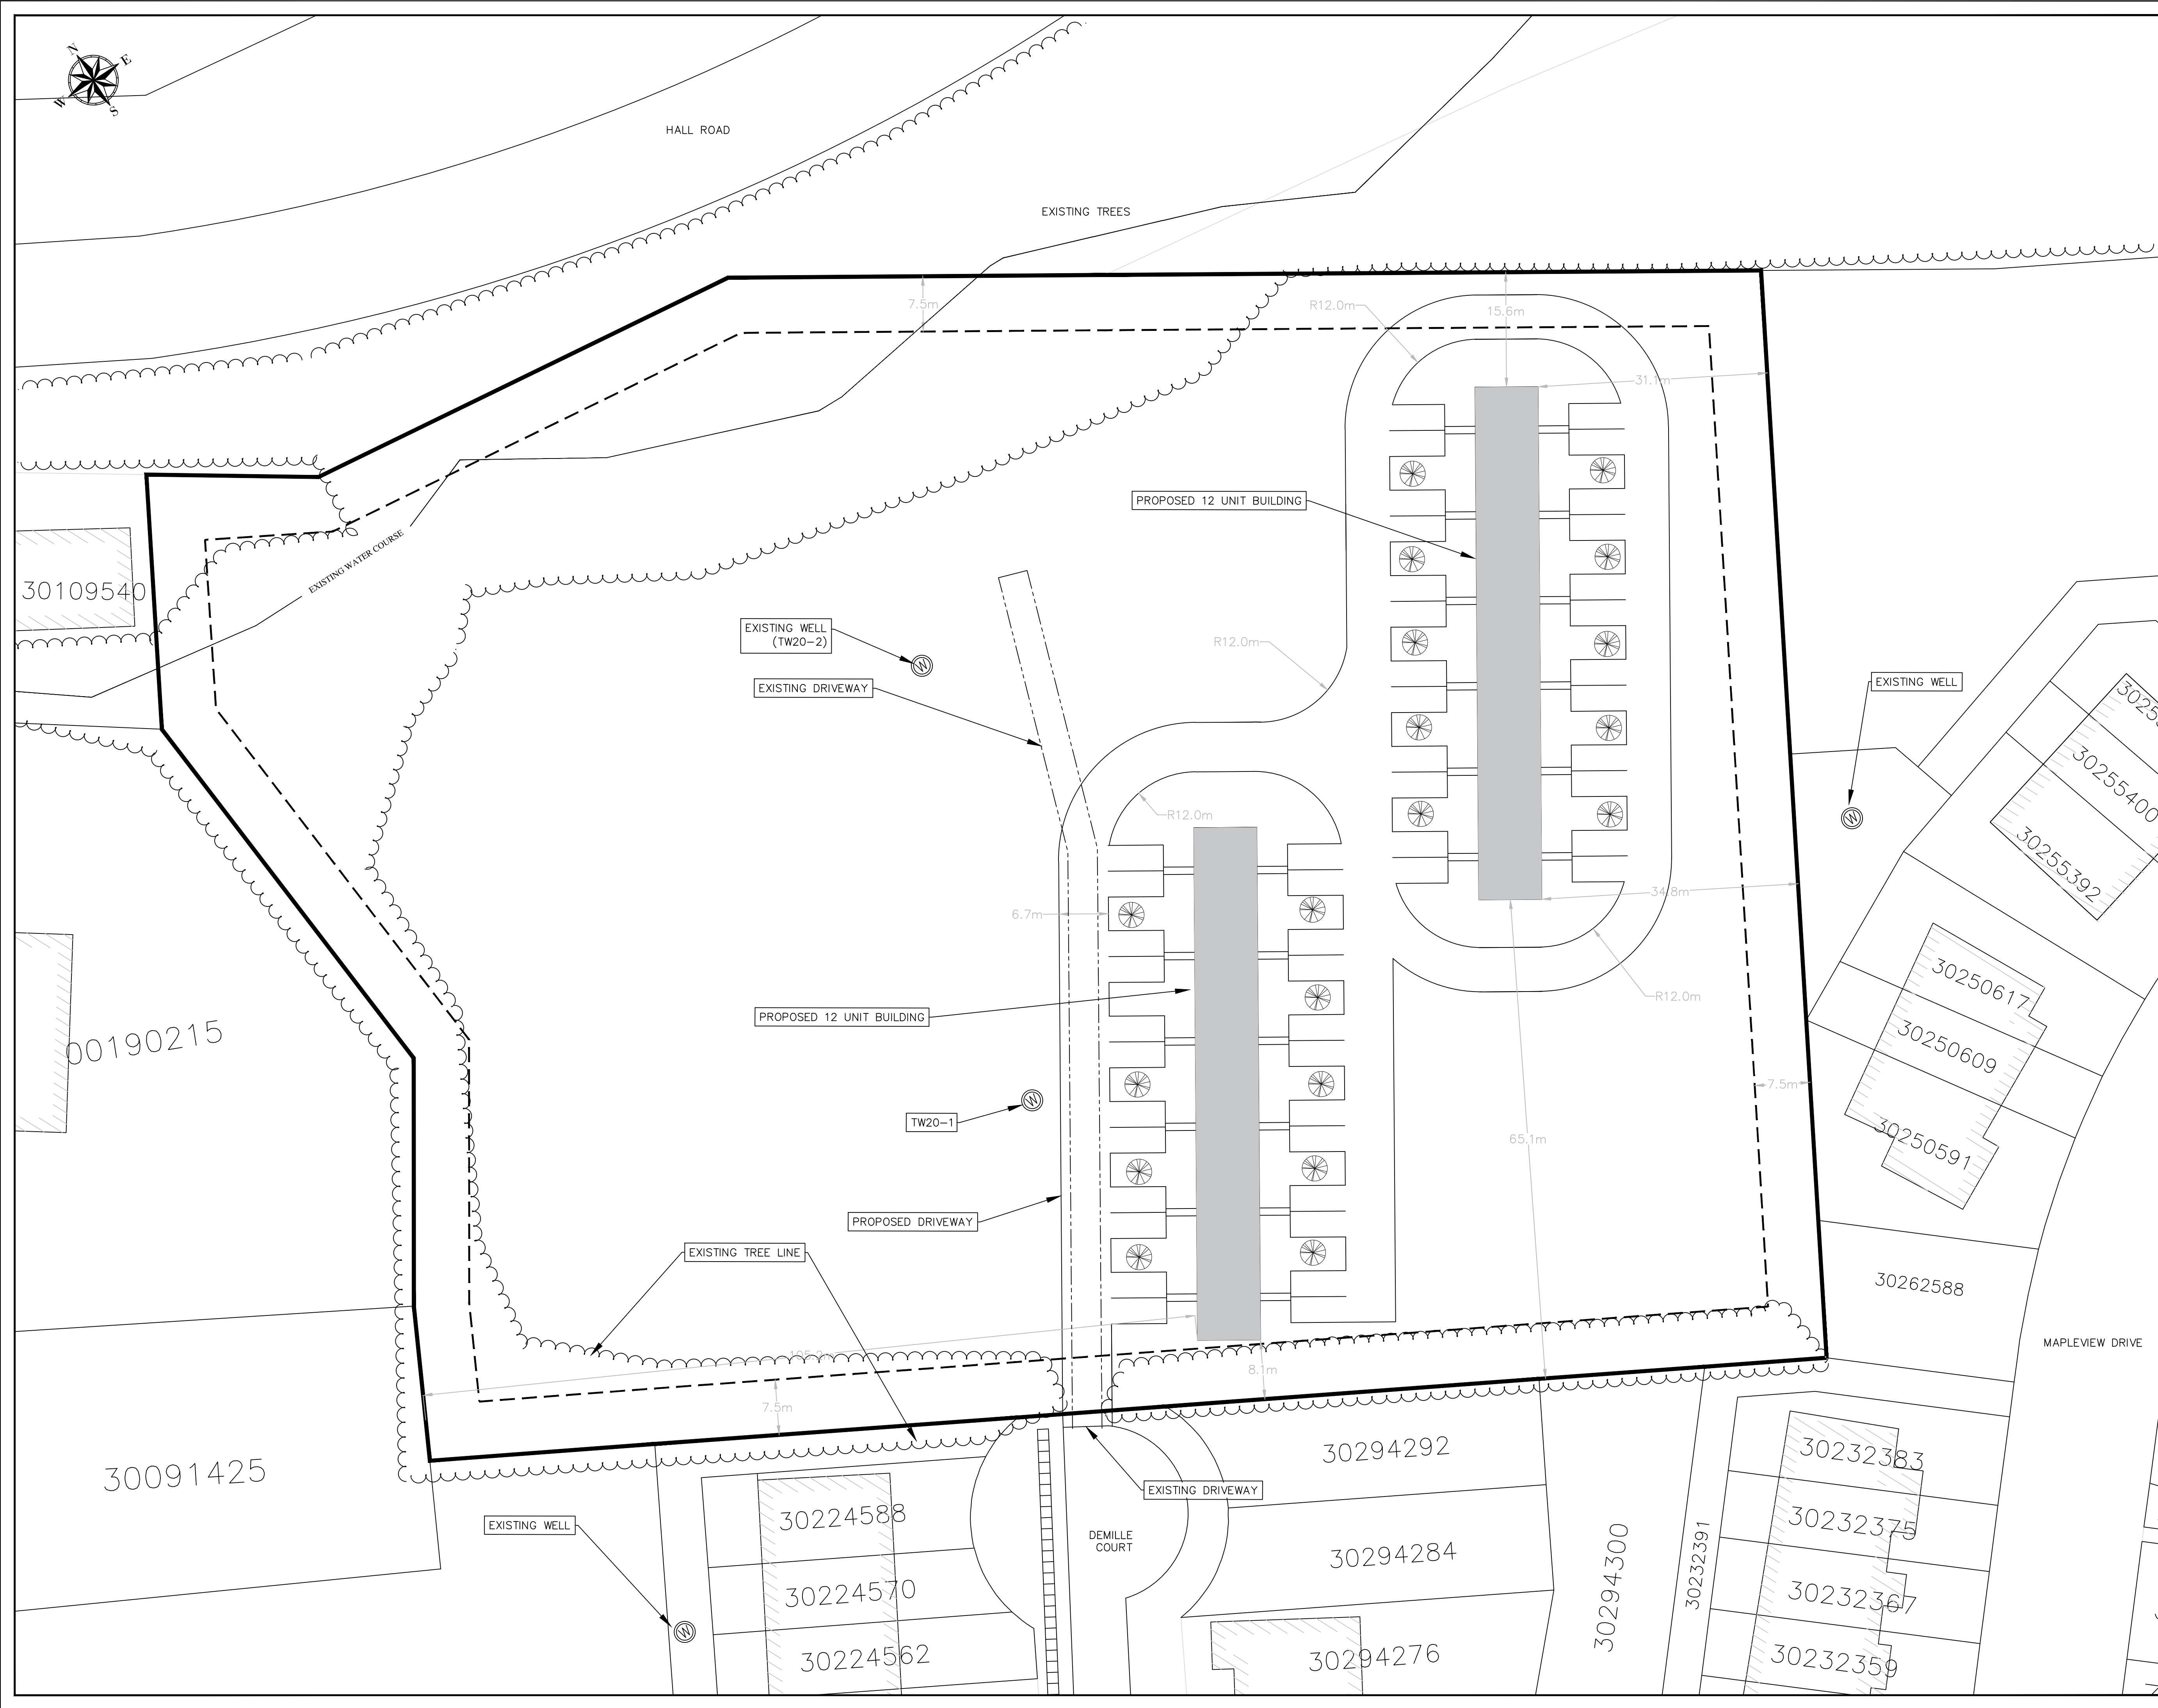 N
E
W
S
HALL ROAD
EXISTING TREES
7.5m
R12.0m
15.6m
31.1m
PROPOSED 12 UNIT BUILDING
EXISTING WATER COURSE
30109540
EXISTING WELL
(TW20-2)
W
R12.0m
EXISTING DRIVEWAY
EXISTING WELL
W
30255400
30255392
R12.0m
34.8m
6.7m
30250617
R12.0m
PROPOSED 12 UNIT BUILDING
00190215
30250609
7.5m
TW20-1
W
65.1m
30250591
PROPOSED DRIVEWAY
EXISTING TREE LINE
30262588
MAPLEVIEW DRIVE
8.1m
7.5m
30091425
30294292
30232383
EXISTING DRIVEWAY
30224588
EXISTING WELL
DEMILLE
COURT
30294284
30294300
30232391
30232375
30224570
30232367
W
30224562
30294276
30232359